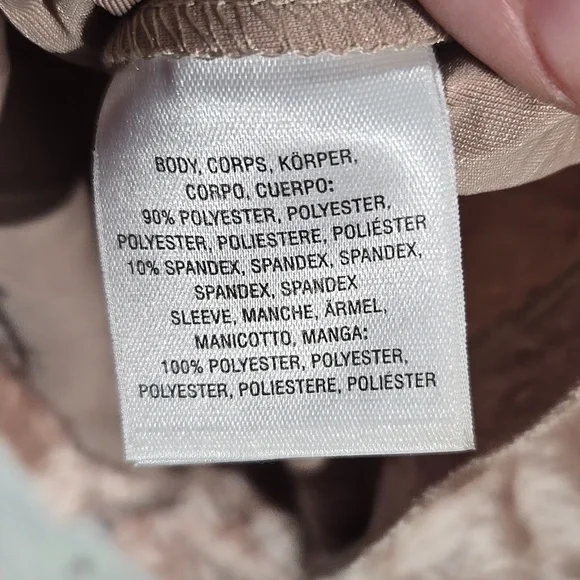 BODY, CORPS, KÖRPER,
CORPO, CUERPO:
90% POLYESTER, POLYESTER,
POLYESTER, POLIESTERE, POLIÉSTER
10% SPANDEX, SPANDEX, SPANDEX,
SPANDEX, SPANDEX
SLEEVE, MANCHE, ÄRMEL,
MANICOTTO, MANGA:
100% POLYESTER, POLYESTER,
POLYESTER, POLIESTERE, POLIÉSTER